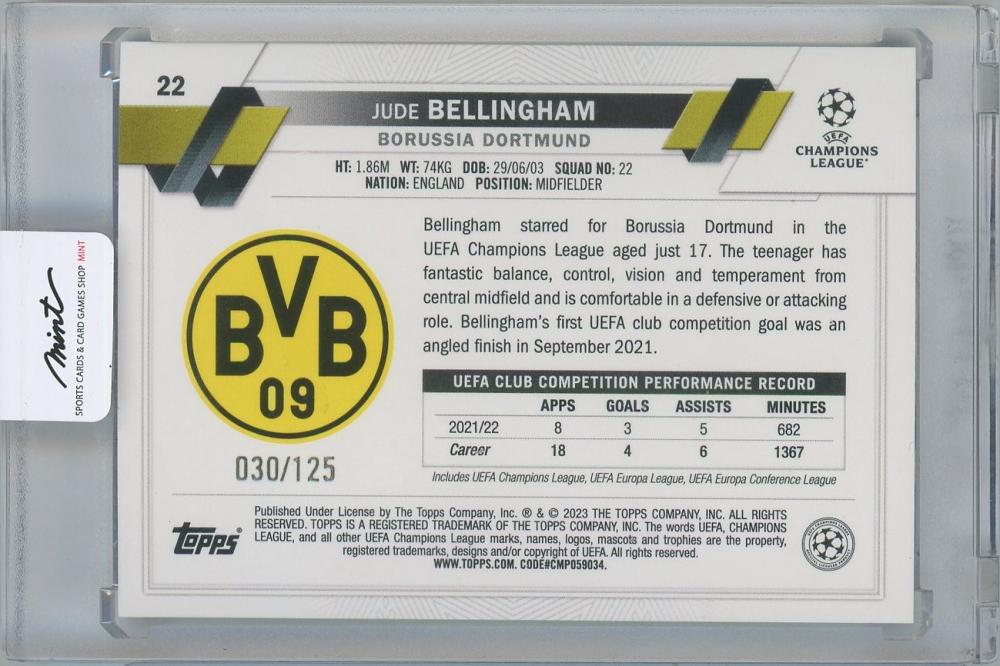 22
JUDE BELLINGHAM
BORUSSIA DORTMUND
UEFA
CHAMPIONS
LEAGUE
HT: 1.86M WT: 74KG DOB: 29/06/03 SQUAD NO: 22
NATION: ENGLAND POSITION: MIDFIELDER
Bellingham starred for Borussia Dortmund in the
UEFA Champions League aged just 17. The teenager has
fantastic balance, control, vision and temperament from
central midfield and is comfortable in a defensive or attacking
role. Bellingham's first UEFA club competition goal was an
angled finish in September 2021.
BVB
09
030/125
mint
SPORTS CARDS & CARD GAMES SHOP MINT
UEFA CLUB COMPETITION PERFORMANCE RECORD
APPS GOALS ASSISTS MINUTES
2021/22 8 3 5 682
Career 18 4 6 1367
Includes UEFA Champions League, UEFA Europa League, UEFA Europa Conference League
Topps®
Published Under License by The Topps Company, Inc. ® & © 2023 THE TOPPS COMPANY, INC. ALL RIGHTS
RESERVED. TOPPS IS A REGISTERED TRADEMARK OF THE TOPPS COMPANY, INC. The words UEFA, CHAMPIONS
LEAGUE, and all other UEFA Champions League marks, names, logos, mascots and trophies are the property,
registered trademarks, designs and/or copyright of UEFA. All rights reserved.
WWW.TOPPS.COM. CODE#CMP059034.